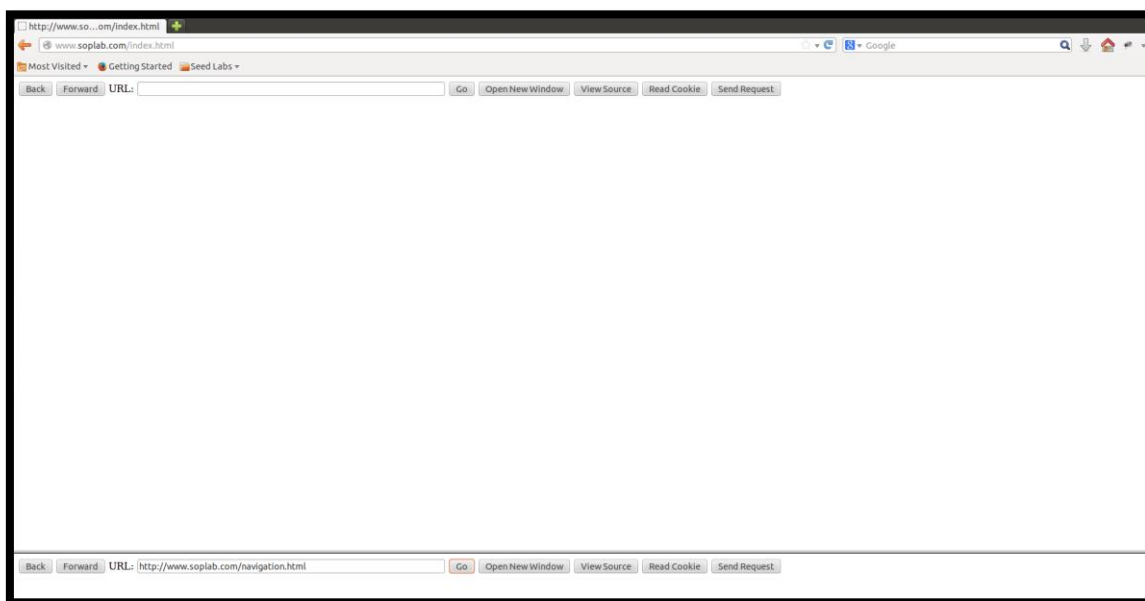 http://www.so...om/index.html
www.soplab.com/index.html Google
Most Visited Getting Started Seed Labs
Back Forward URL: Go Open New Window View Source Read Cookie Send Request
Back Forward URL: http://www.soplab.com/navigation.html Go Open New Window View Source Read Cookie Send Request